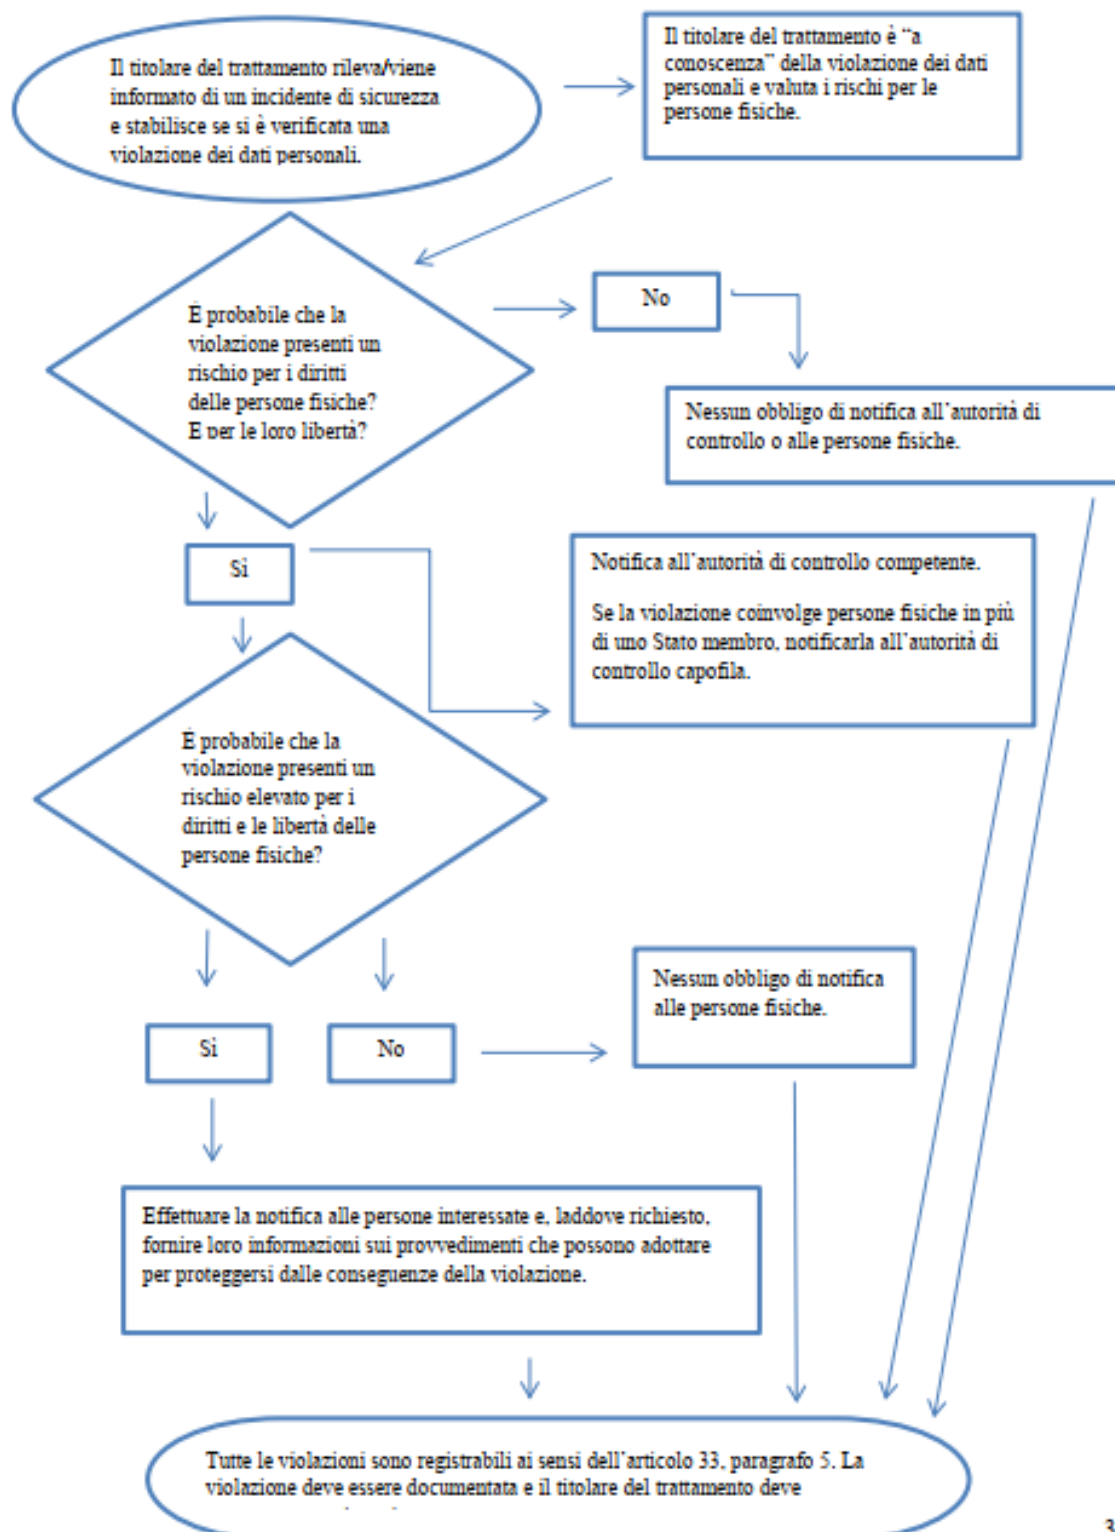 Il titolare del trattamento rileva/viene
informato di un incidente di sicurezza
e stabilisce se si è verificata una
violazione dei dati personali.
Il titolare del trattamento è “a
conoscenza” della violazione dei dati
personali e valuta i rischi per le
persone fisiche.
È probabile che la
violazione presenti un
rischio per i diritti
delle persone fisiche?
E per le loro libertà?
No
Nessun obbligo di notifica all’autorità di
controllo o alle persone fisiche.
Sì
Notifica all’autorità di controllo competente.
Se la violazione coinvolge persone fisiche in più
di uno Stato membro, notificarla all’autorità di
controllo capofila.
È probabile che la
violazione presenti un
rischio elevato per i
diritti e le libertà delle
persone fisiche?
Sì
No
Nessun obbligo di notifica
alle persone fisiche.
Effettuare la notifica alle persone interessate e, laddove richiesto,
fornire loro informazioni sui provvedimenti che possono adottare
per proteggersi dalle conseguenze della violazione.
Tutte le violazioni sono registrabili ai sensi dell’articolo 33, paragrafo 5. La
violazione deve essere documentata e il titolare del trattamento deve
3